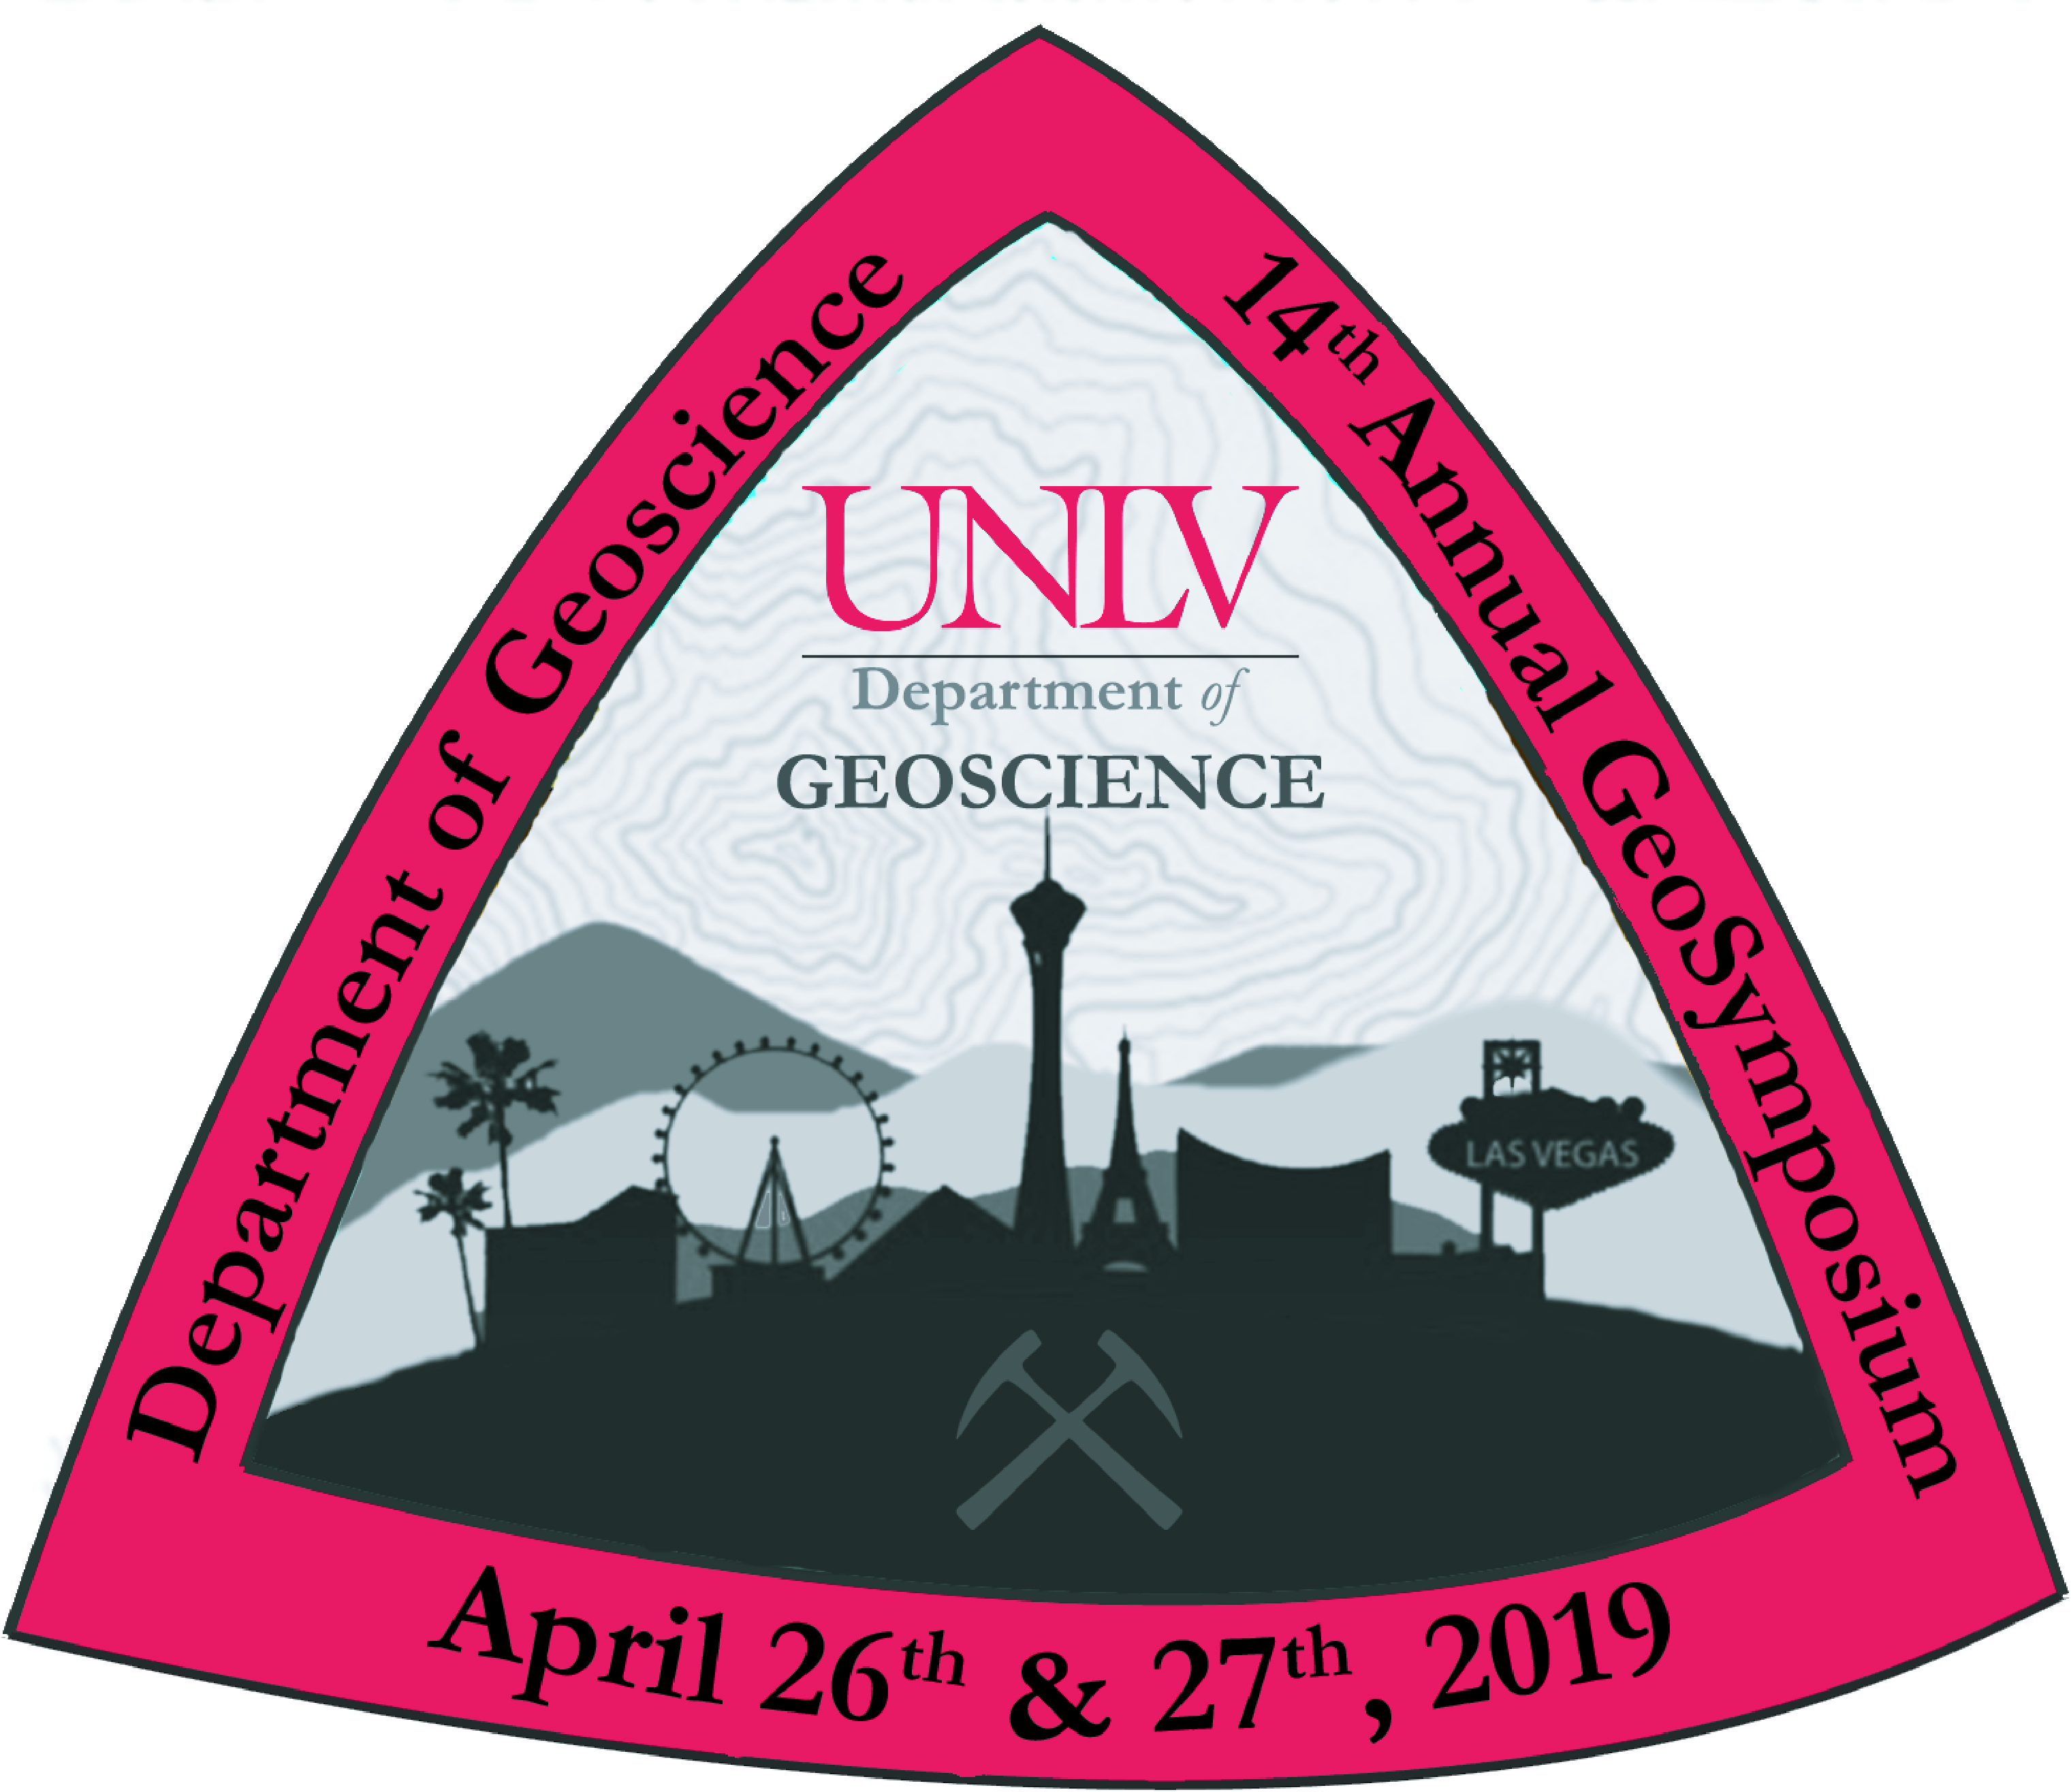 Department of Geoscience
14th Annual GeoSymposium
UNLV
Department of
GEOSCIENCE
LAS VEGAS
April 26th & 27th, 2019